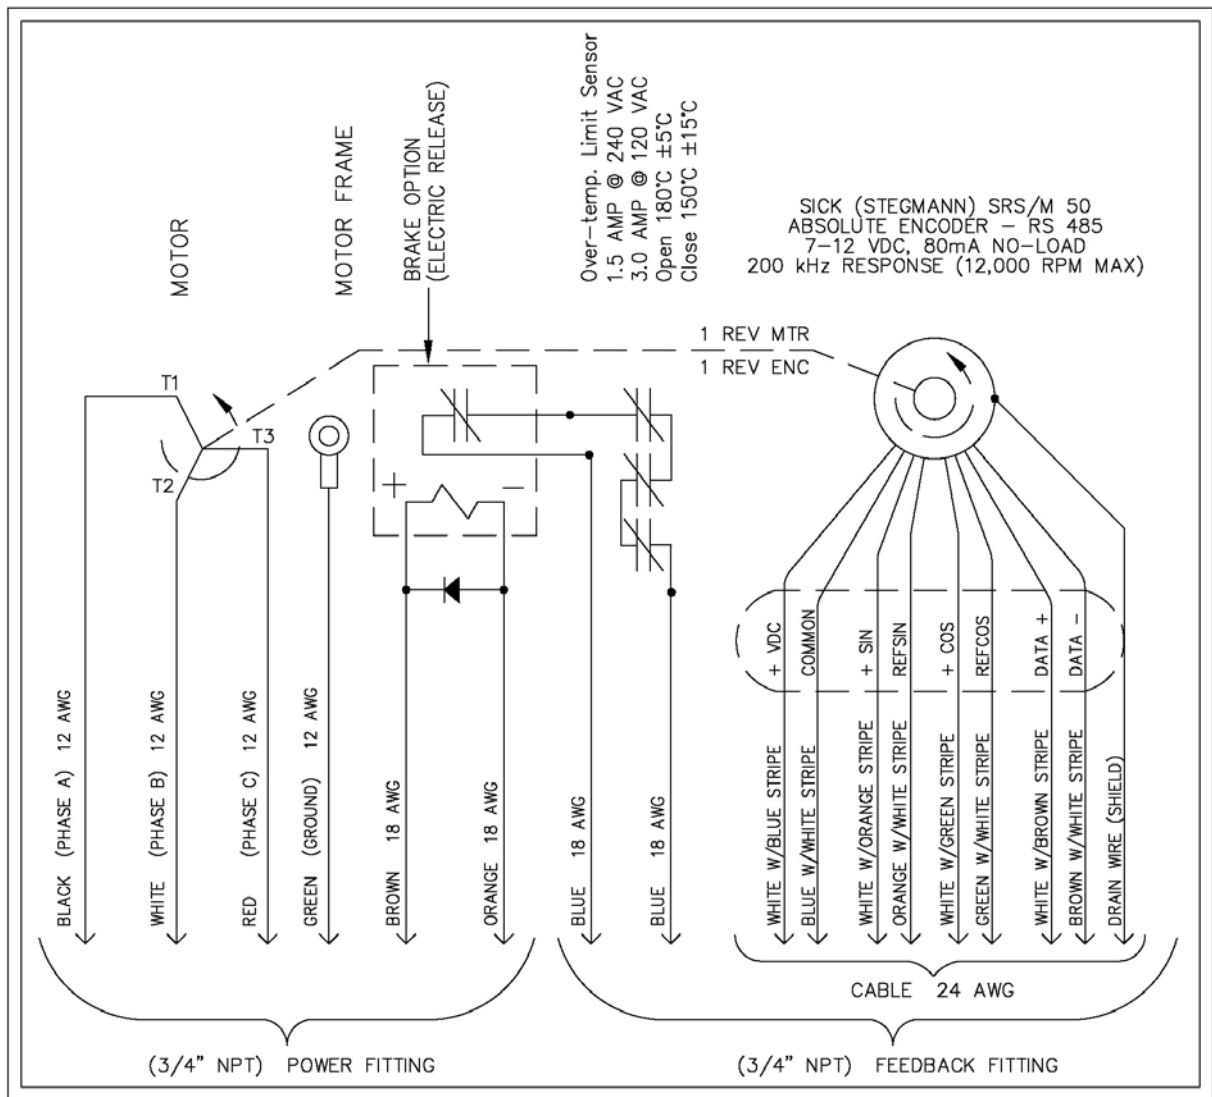 MOTOR
MOTOR FRAME
BRAKE OPTION
(ELECTRIC RELEASE)
Over-temp. Limit Sensor
1.5 AMP @ 240 VAC
3.0 AMP @ 120 VAC
Open 180°C ±5°C
Close 150°C ±15°C
SICK (STEGMANN) SRS/M 50
ABSOLUTE ENCODER – RS 485
7–12 VDC, 80mA NO-LOAD
200 kHz RESPONSE (12,000 RPM MAX)
1 REV MTR
1 REV ENC
T1
T3
T2
+
–
+ VDC
COMMON
+ SIN
REFSIN
+ COS
REFCOS
DATA +
DATA –
BLACK (PHASE A) 12 AWG
WHITE (PHASE B) 12 AWG
RED (PHASE C) 12 AWG
GREEN (GROUND) 12 AWG
BROWN 18 AWG
ORANGE 18 AWG
BLUE 18 AWG
BLUE 18 AWG
WHITE W/BLUE STRIPE
BLUE W/WHITE STRIPE
WHITE W/ORANGE STRIPE
ORANGE W/WHITE STRIPE
WHITE W/GREEN STRIPE
GREEN W/WHITE STRIPE
WHITE W/BROWN STRIPE
BROWN W/WHITE STRIPE
DRAIN WIRE (SHIELD)
CABLE 24 AWG
(3/4" NPT) POWER FITTING
(3/4" NPT) FEEDBACK FITTING